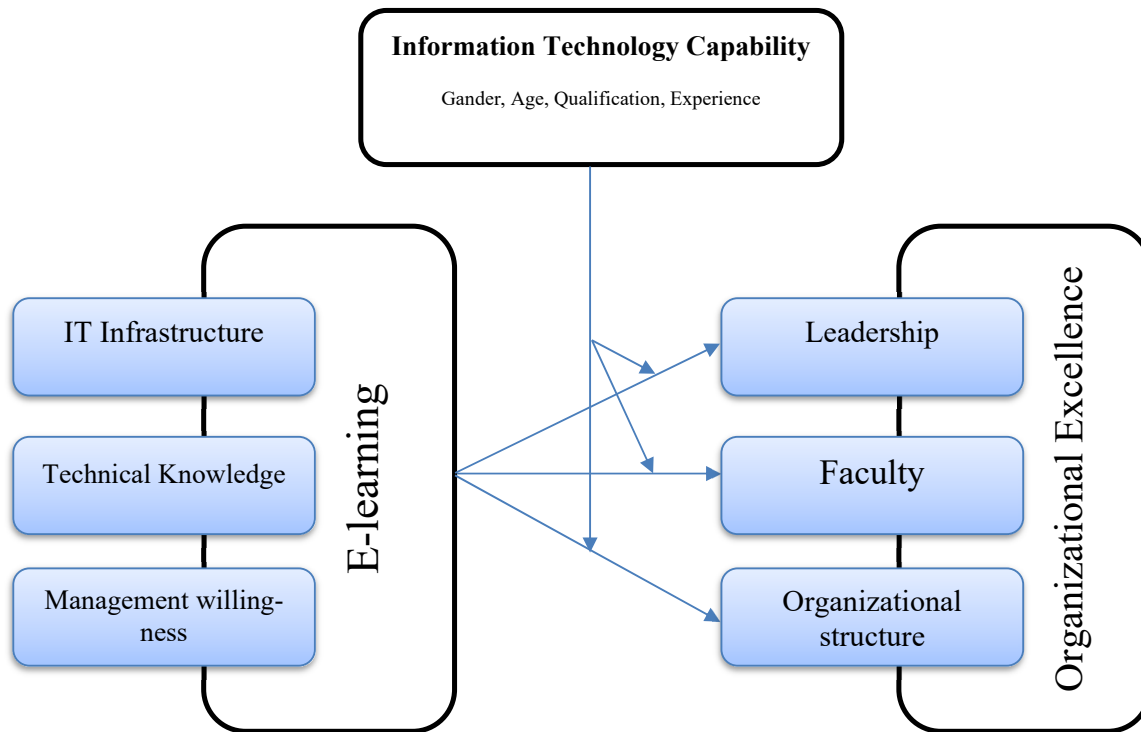 Information Technology Capability
Gander, Age, Qualification, Experience
IT Infrastructure
Technical Knowledge
Management willing-
ness
E-learning
Leadership
Faculty
Organizational
structure
Organizational Excellence